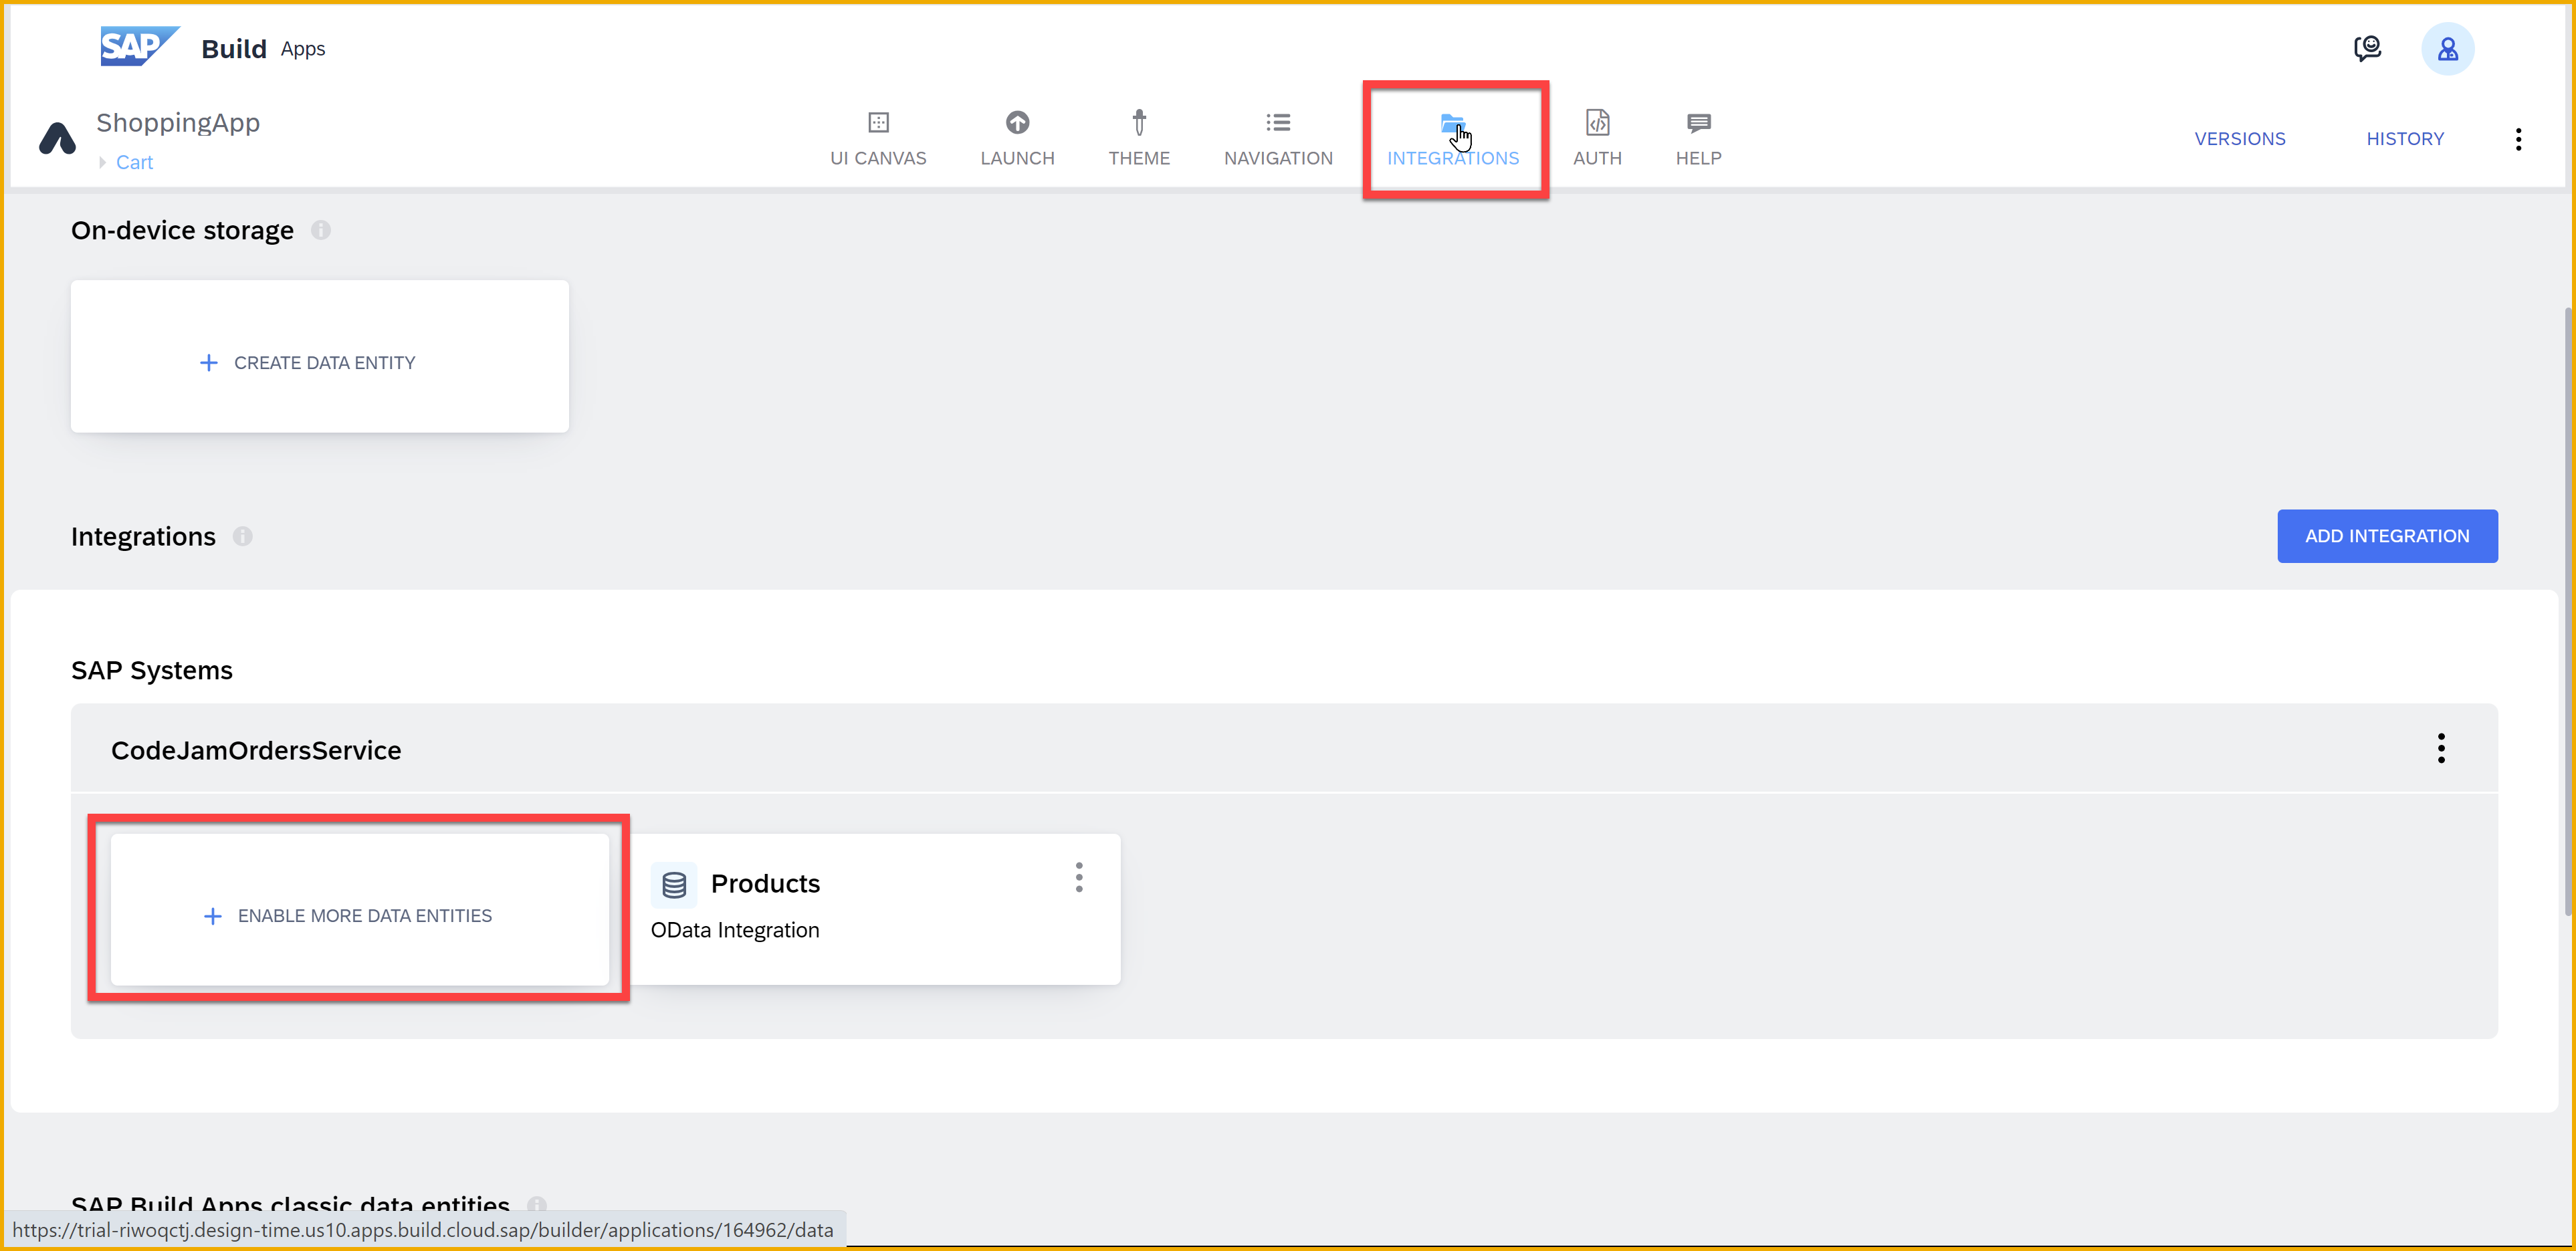 SAP Build Apps
ShoppingApp
Cart
UI CANVAS
LAUNCH
THEME
NAVIGATION
INTEGRATIONS
AUTH
HELP
VERSIONS
HISTORY
On-device storage
CREATE DATA ENTITY
Integrations
ADD INTEGRATION
SAP Systems
CodeJamOrdersService
ENABLE MORE DATA ENTITIES
Products
OData Integration
SAP Build Apps classic data entities
https://trial-riwoqctj.design-time.us10.apps.build.cloud.sap/builder/applications/164962/data